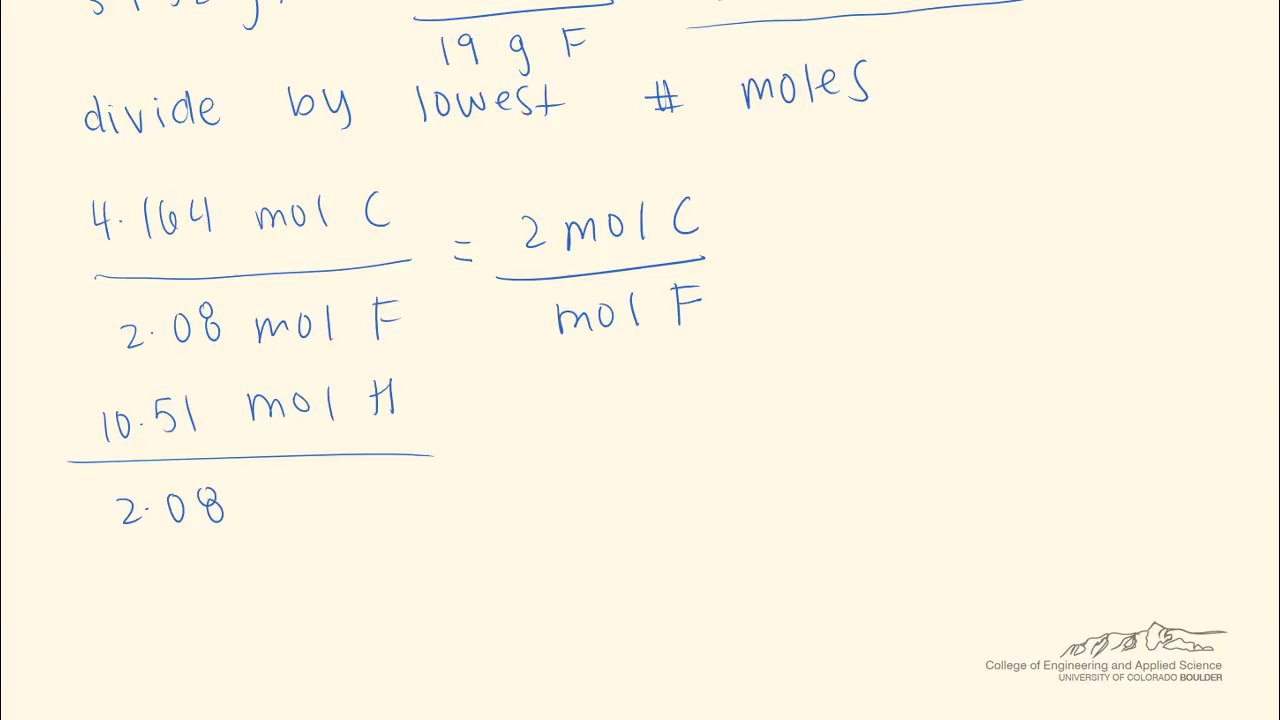 19 g F
divide by lowest # moles
4.164 mol C = 2 mol C
2.08 mol F mol F
10.51 mol H
2.08
College of Engineering and Applied Science
UNIVERSITY OF COLORADO BOULDER